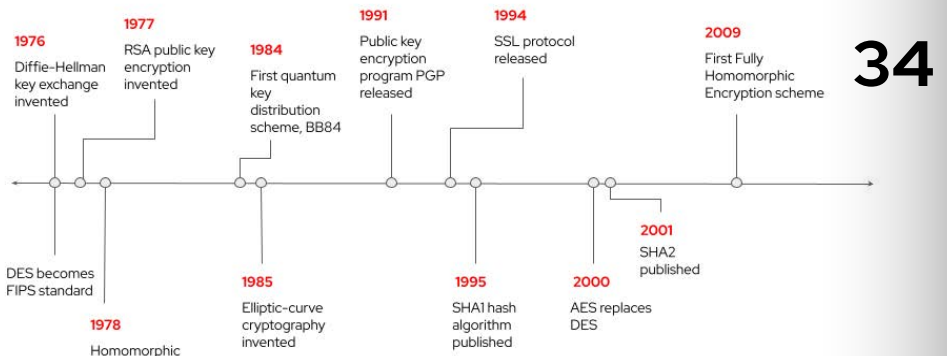 1976
Diffie-Hellman
key exchange
invented
1977
RSA public key
encryption
invented
1984
First quantum
key
distribution
scheme, BB84
1991
Public key
encryption
program PGP
released
1994
SSL protocol
released
2009
First Fully
Homomorphic
Encryption scheme
34
DES becomes
FIPS standard
1978
Homomorphic
1985
Elliptic-curve
cryptography
invented
1995
SHA1 hash
algorithm
published
2000
AES replaces
DES
2001
SHA2
published